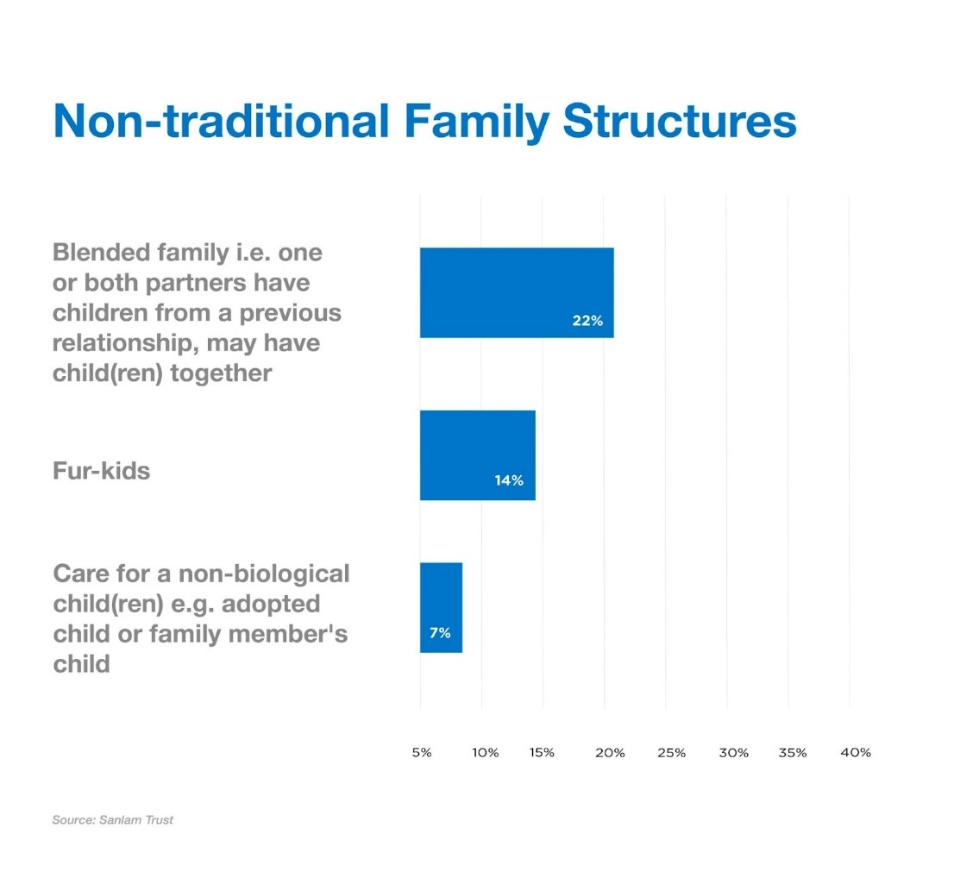 Non-traditional Family Structures
Blended family i.e. one
or both partners have
children from a previous
relationship, may have
child(ren) together
22%
Fur-kids
14%
Care for a non-biological
child(ren) e.g. adopted
child or family member's
child
7%
5% 10% 15% 20% 25% 30% 35% 40%
Source: Sanlam Trust